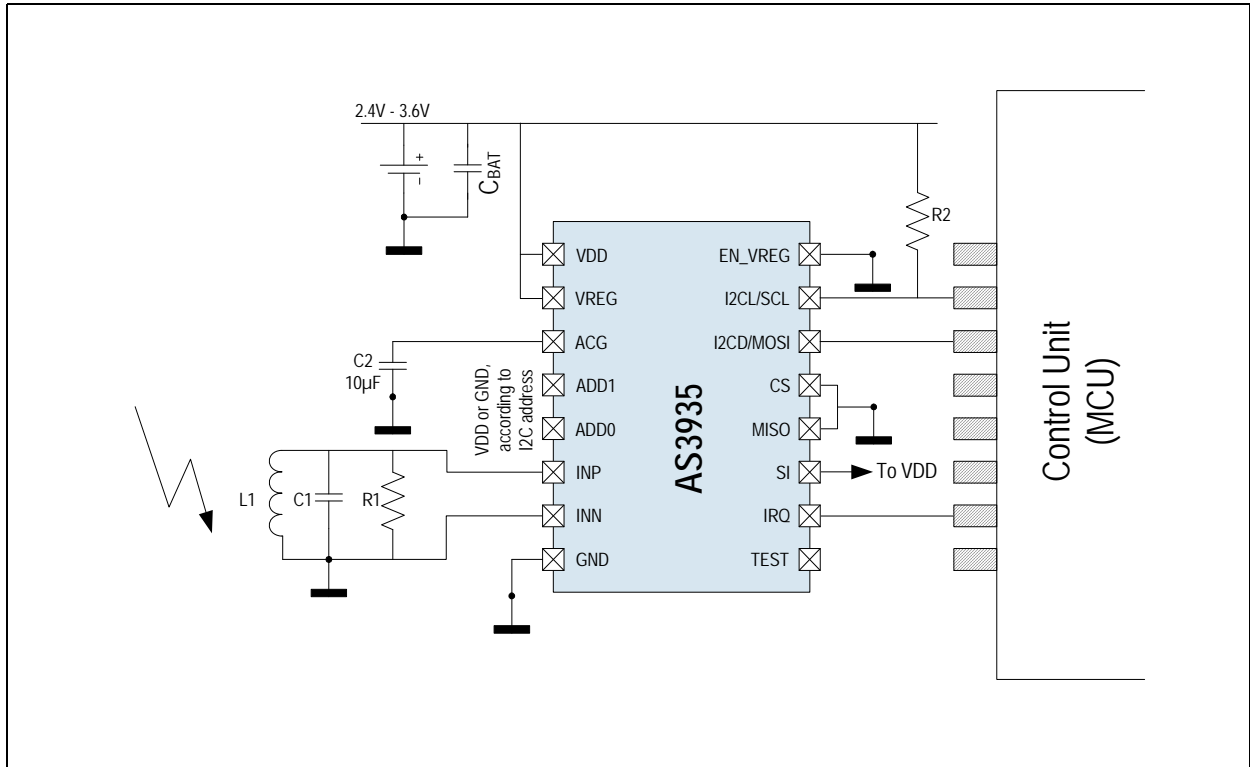 2.4V - 3.6V
+
-
CBAT
R2
VDD
VREG
ACG
ADD1
ADD0
INP
INN
GND
EN_VREG
I2CL/SCL
I2CD/MOSI
CS
MISO
SI
IRQ
TEST
AS3935
C2
10µF
VDD or GND,
according to
I2C address
To VDD
L1
C1
R1
Control Unit
(MCU)